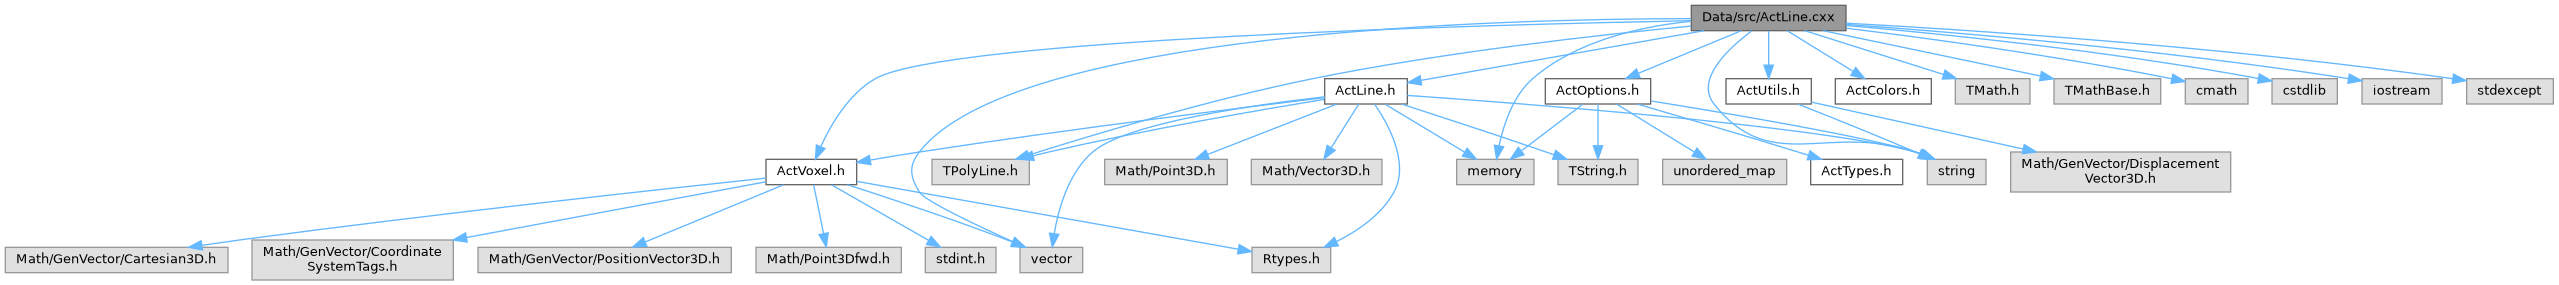 Data/src/ActLine.cxx
ActLine.h
ActOptions.h
ActUtils.h
ActColors.h
TMath.h
TMathBase.h
cmath
cstdlib
iostream
stdexcept
ActVoxel.h
TPolyLine.h
Math/Point3D.h
Math/Vector3D.h
memory
TString.h
unordered_map
ActTypes.h
string
Math/GenVector/Displacement
Vector3D.h
Math/GenVector/Cartesian3D.h
Math/GenVector/Coordinate
SystemTags.h
Math/GenVector/PositionVector3D.h
Math/Point3Dfwd.h
stdint.h
vector
Rtypes.h